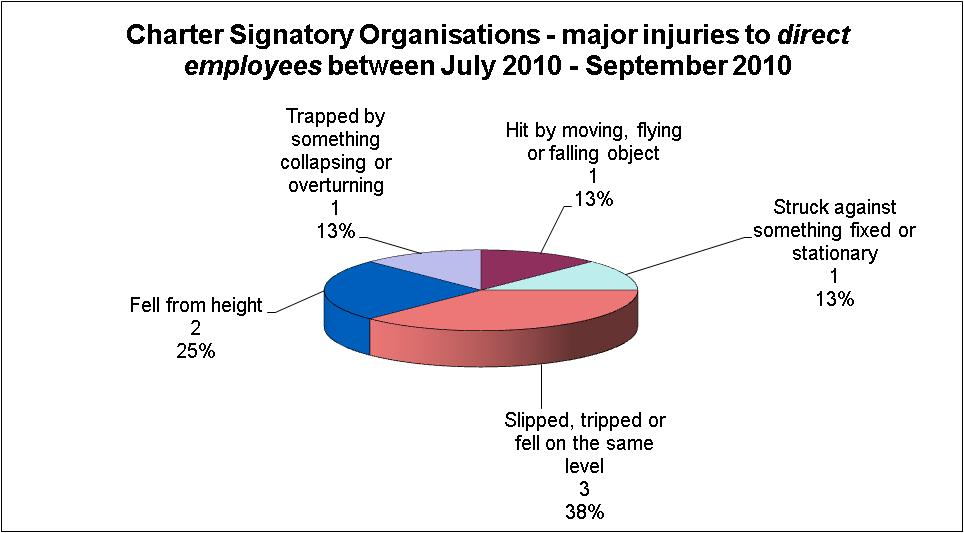 Charter Signatory Organisations - major injuries to direct
employees between July 2010 - September 2010
Trapped by
something
collapsing or
overturning
1
13%
Hit by moving, flying
or falling object
1
13%
Struck against
something fixed or
stationary
1
13%
Fell from height
2
25%
Slipped, tripped or
fell on the same
level
3
38%